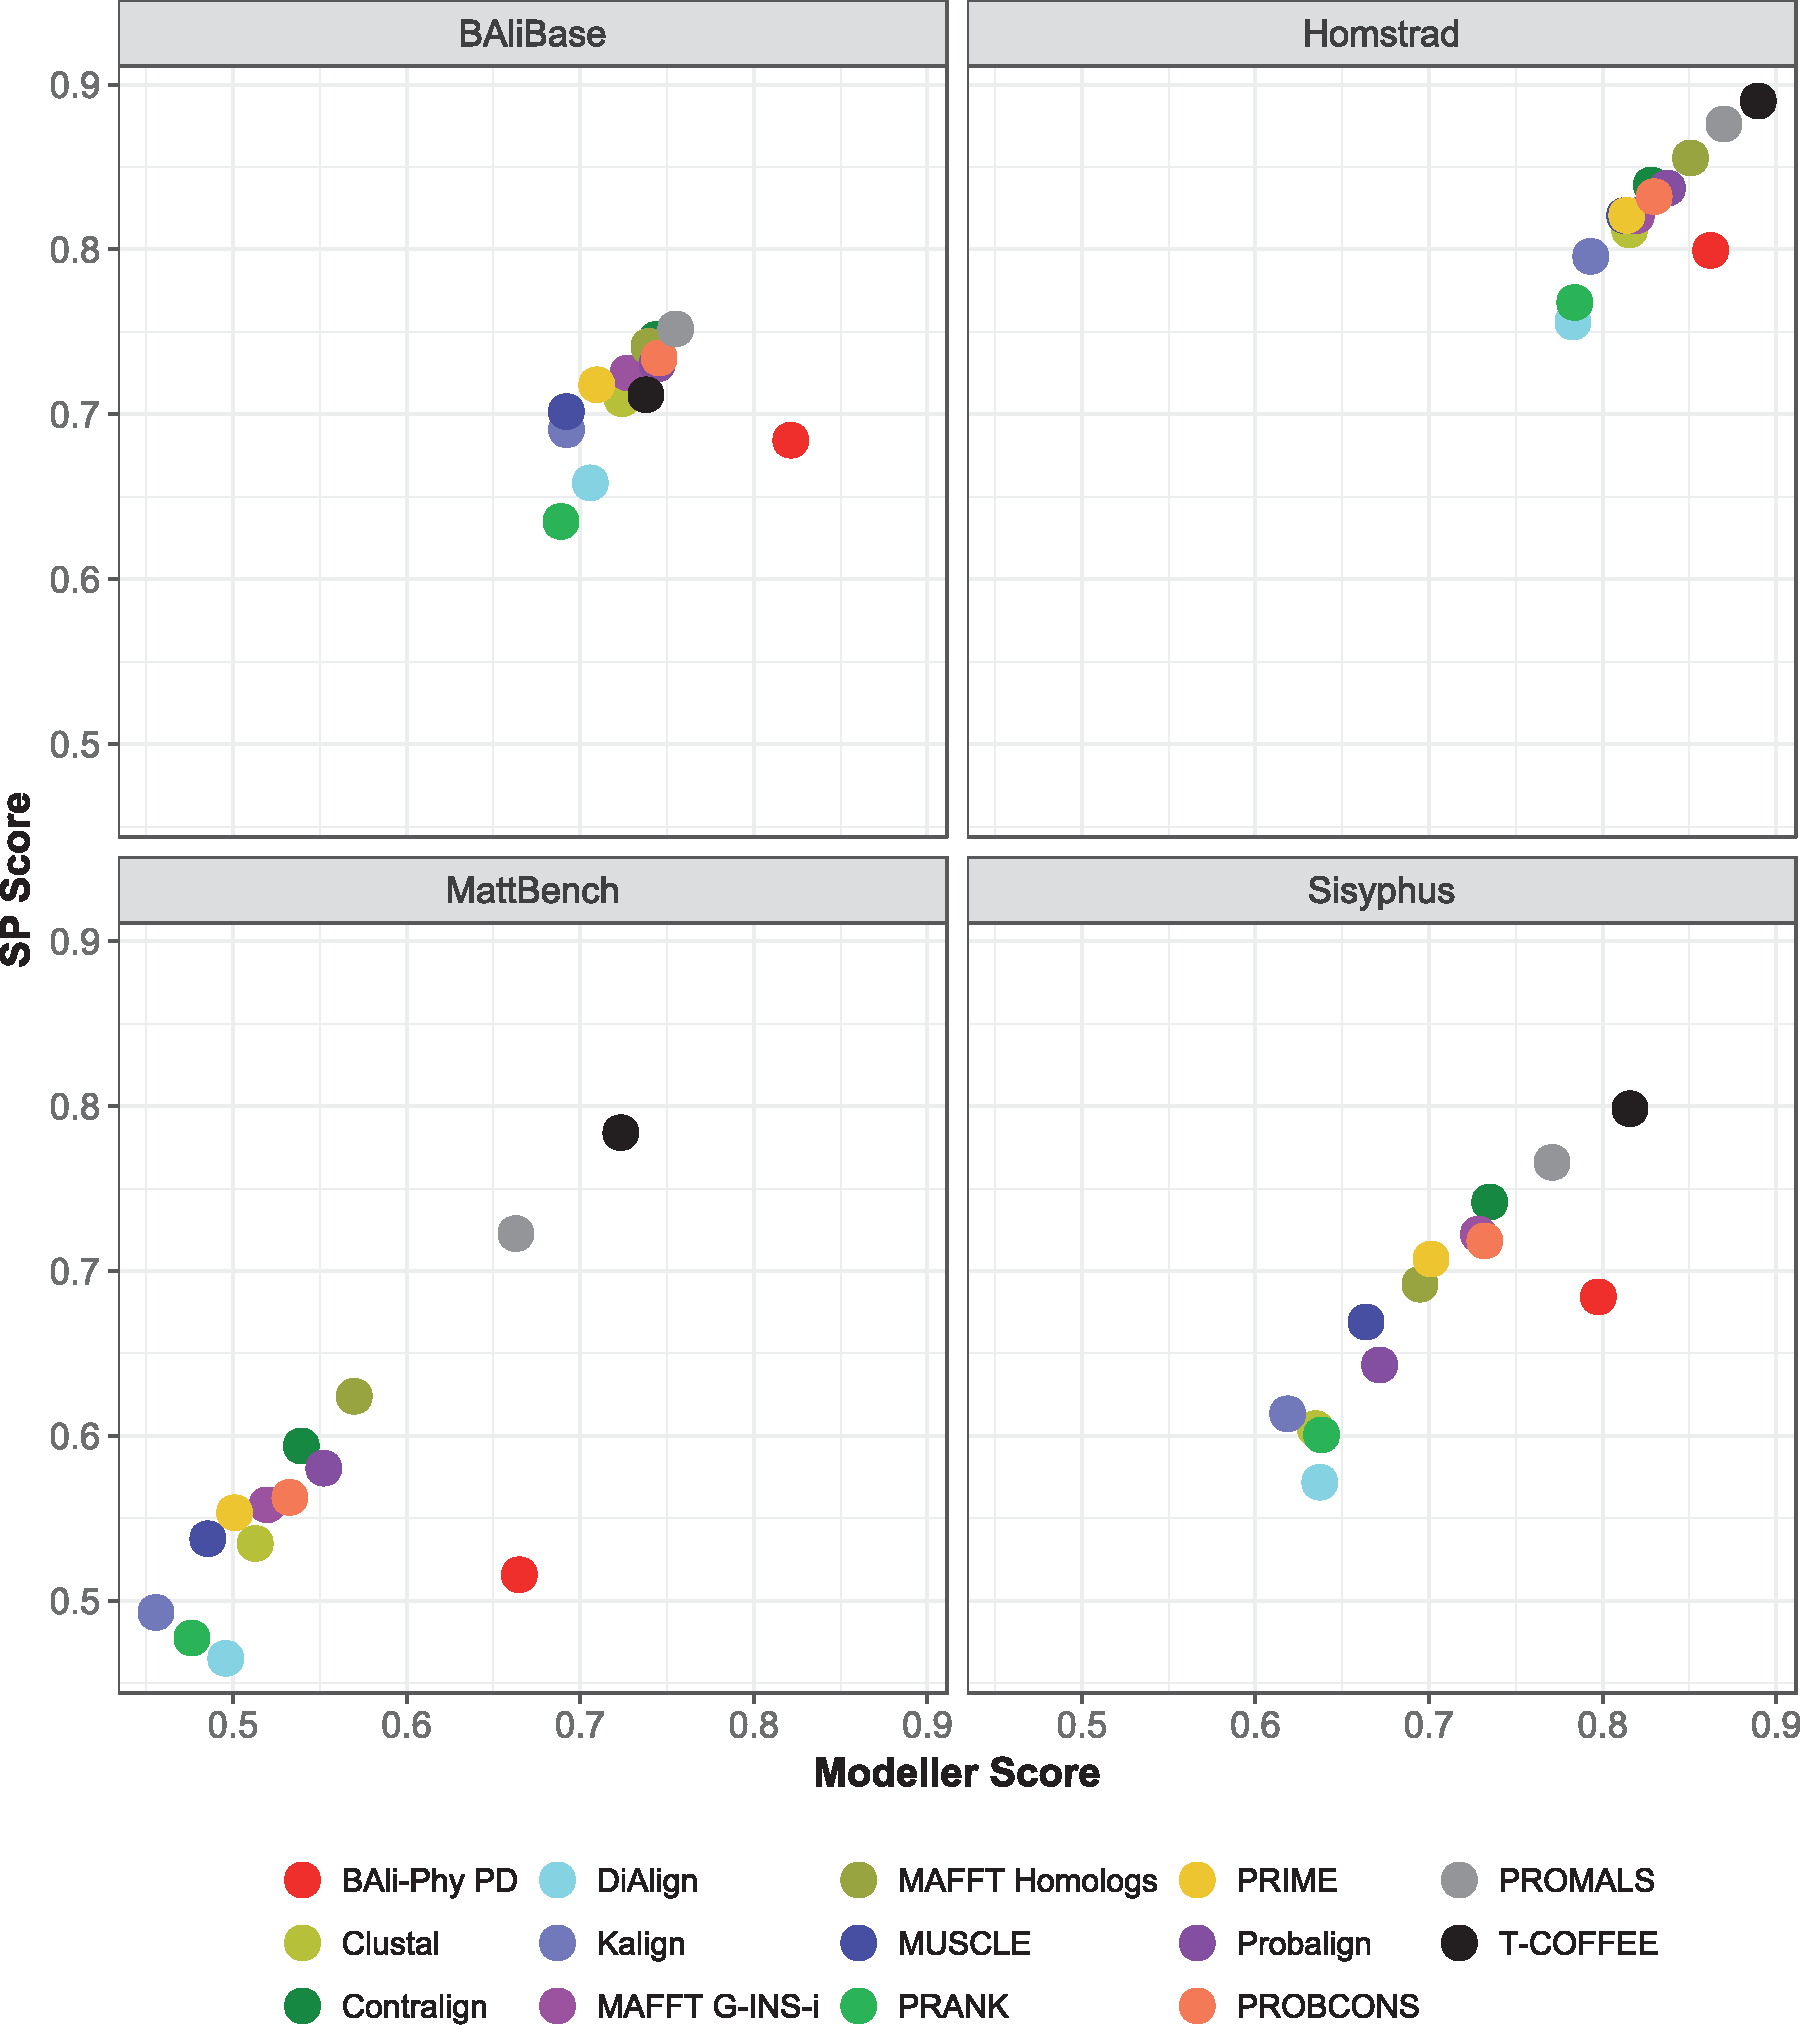 BAliBase
Homstrad
0.9
0.8
0.7
0.6
0.5
MattBench
Sisyphus
SP Score
0.9
0.8
0.7
0.6
0.5
0.5 0.6 0.7 0.8 0.9
0.5 0.6 0.7 0.8 0.9
Modeller Score
BAli-Phy PD DiAlign MAFFT Homologs PRIME PROMALS
Clustal Kalign MUSCLE Probalign T-COFFEE
Contralign MAFFT G-INS-i PRANK PROBCONS